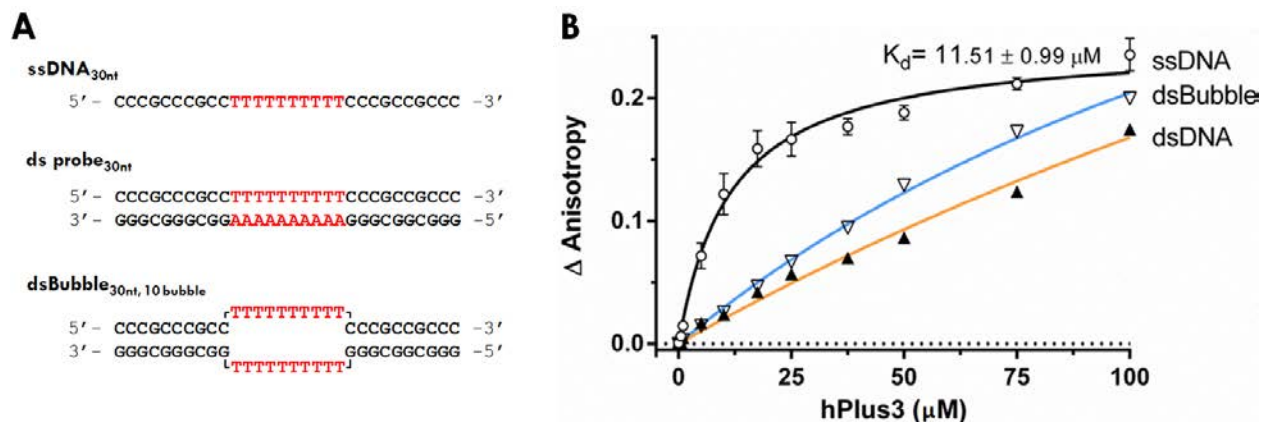 A
ssDNA30nt
5′- CCCGCCCGCCTTTTTTTTTTCCCGCCGCCC -3′
ds probe30nt
5′- CCCGCCCGCCTTTTTTTTTTCCCGCCGCCC -3′
3′- GGGCGGGCGGAAAAAAAAAAGGGCGGCGGG -5′
dsBubble30nt, 10 bubble
TTTTTTTTTT
5′- CCCGCCCGCC CCCGCCGCCC -3′
3′- GGGCGGGCGG GGGCGGCGGG -5′
TTTTTTTTTT
B
Kd= 11.51 ± 0.99 μM
ssDNA
dsBubble
dsDNA
Δ Anisotropy
0.2
0.1
0.0
0 25 50 75 100
hPlus3 (μM)